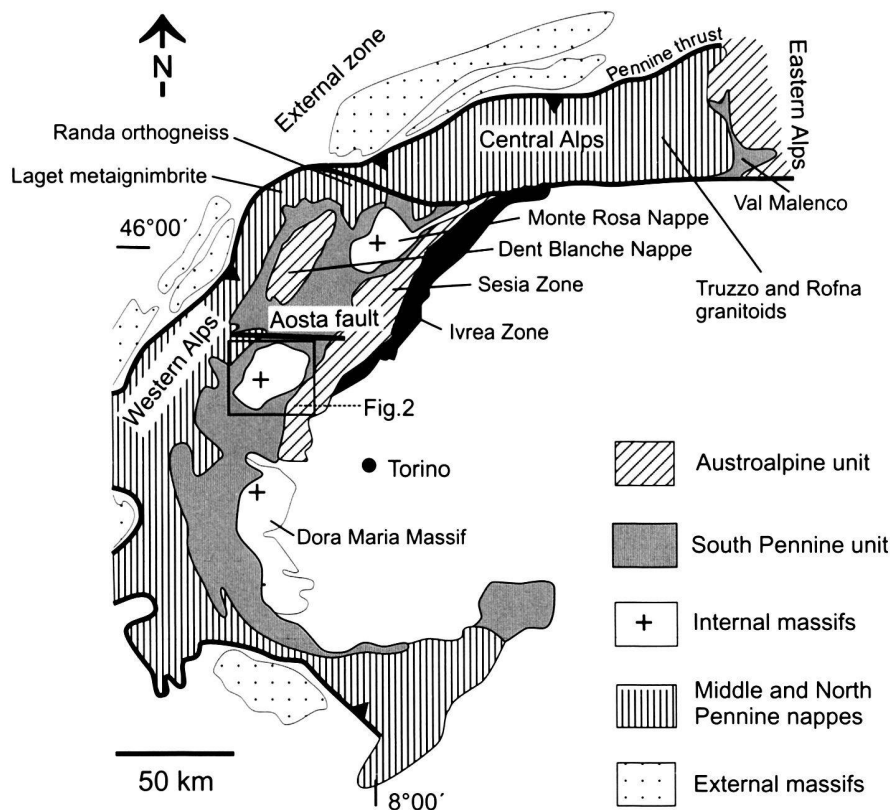 N
External zone
Pennine thrust
Eastern Alps
Randa orthogneiss
Central Alps
Laget metaignimbrite
Val Malenco
46°00´
Monte Rosa Nappe
Dent Blanche Nappe
Sesia Zone
Truzzo and Rofna
granitoids
Aosta fault
Ivrea Zone
Western Alps
Fig.2
Torino
Austroalpine unit
Dora Maria Massif
South Pennine unit
Internal massifs
Middle and North
Pennine nappes
50 km
8°00´
External massifs